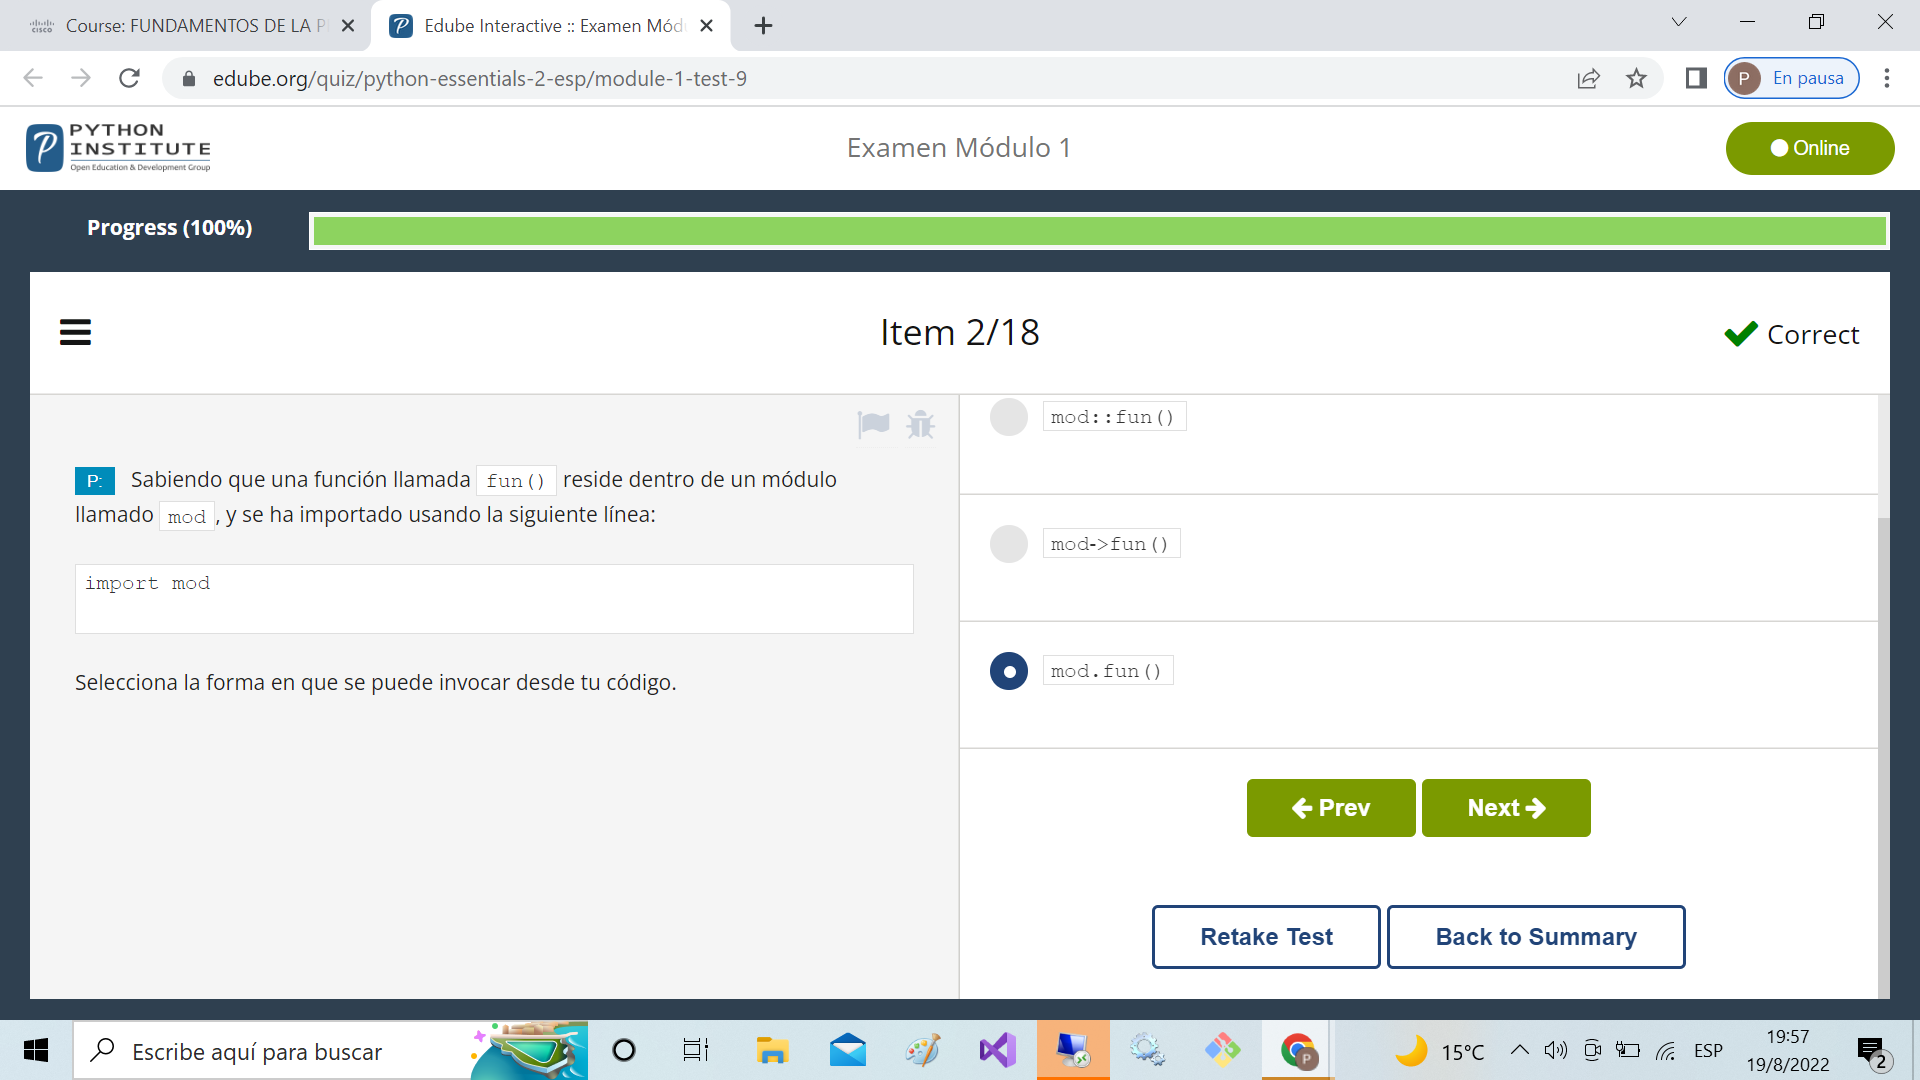 Course: FUNDAMENTOS DE LA P
Edube Interactive :: Examen Mód
edube.org/quiz/python-essentials-2-esp/module-1-test-9
P
En pausa
PYTHON
INSTITUTE
Open Education & Development Group
Examen Módulo 1
Online
Progress (100%)
Item 2/18
Correct
P: Sabiendo que una función llamada fun() reside dentro de un módulo
llamado mod, y se ha importado usando la siguiente línea:
import mod
Selecciona la forma en que se puede invocar desde tu código.
mod::fun()
mod->fun()
mod.fun()
Prev
Next
Retake Test
Back to Summary
Escribe aquí para buscar
P
15°C
ESP
19:57
19/8/2022
2